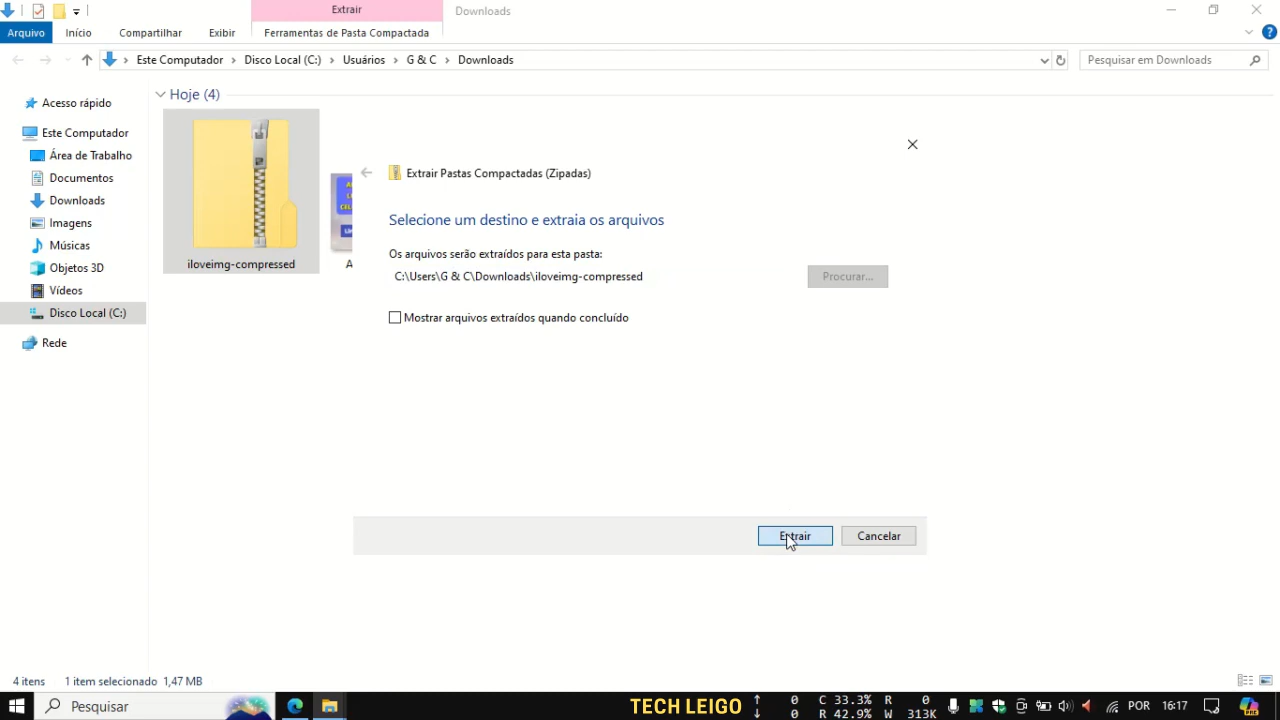 Extrair
Downloads
Arquivo
Início
Compartilhar
Exibir
Ferramentas de Pasta Compactada
Este Computador
Disco Local (C:)
Usuários
G & C
Downloads
Pesquisar em Downloads
Acesso rápido
Este Computador
Área de Trabalho
Documentos
Downloads
Imagens
Músicas
Objetos 3D
Vídeos
Disco Local (C:)
Rede
Hoje (4)
iloveimg-compressed
A
Extrair Pastas Compactadas (Zipadas)
Selecione um destino e extraia os arquivos
Os arquivos serão extraídos para esta pasta:
C:\Users\G & C\Downloads\iloveimg-compressed
Procurar...
Mostrar arquivos extraídos quando concluído
Extrair
Cancelar
4 itens
1 item selecionado 1,47 MB
Pesquisar
TECH LEIGO
↑ 0 C 33.3% R 0
↓ 0 R 42.9% W 313K
POR
16:17